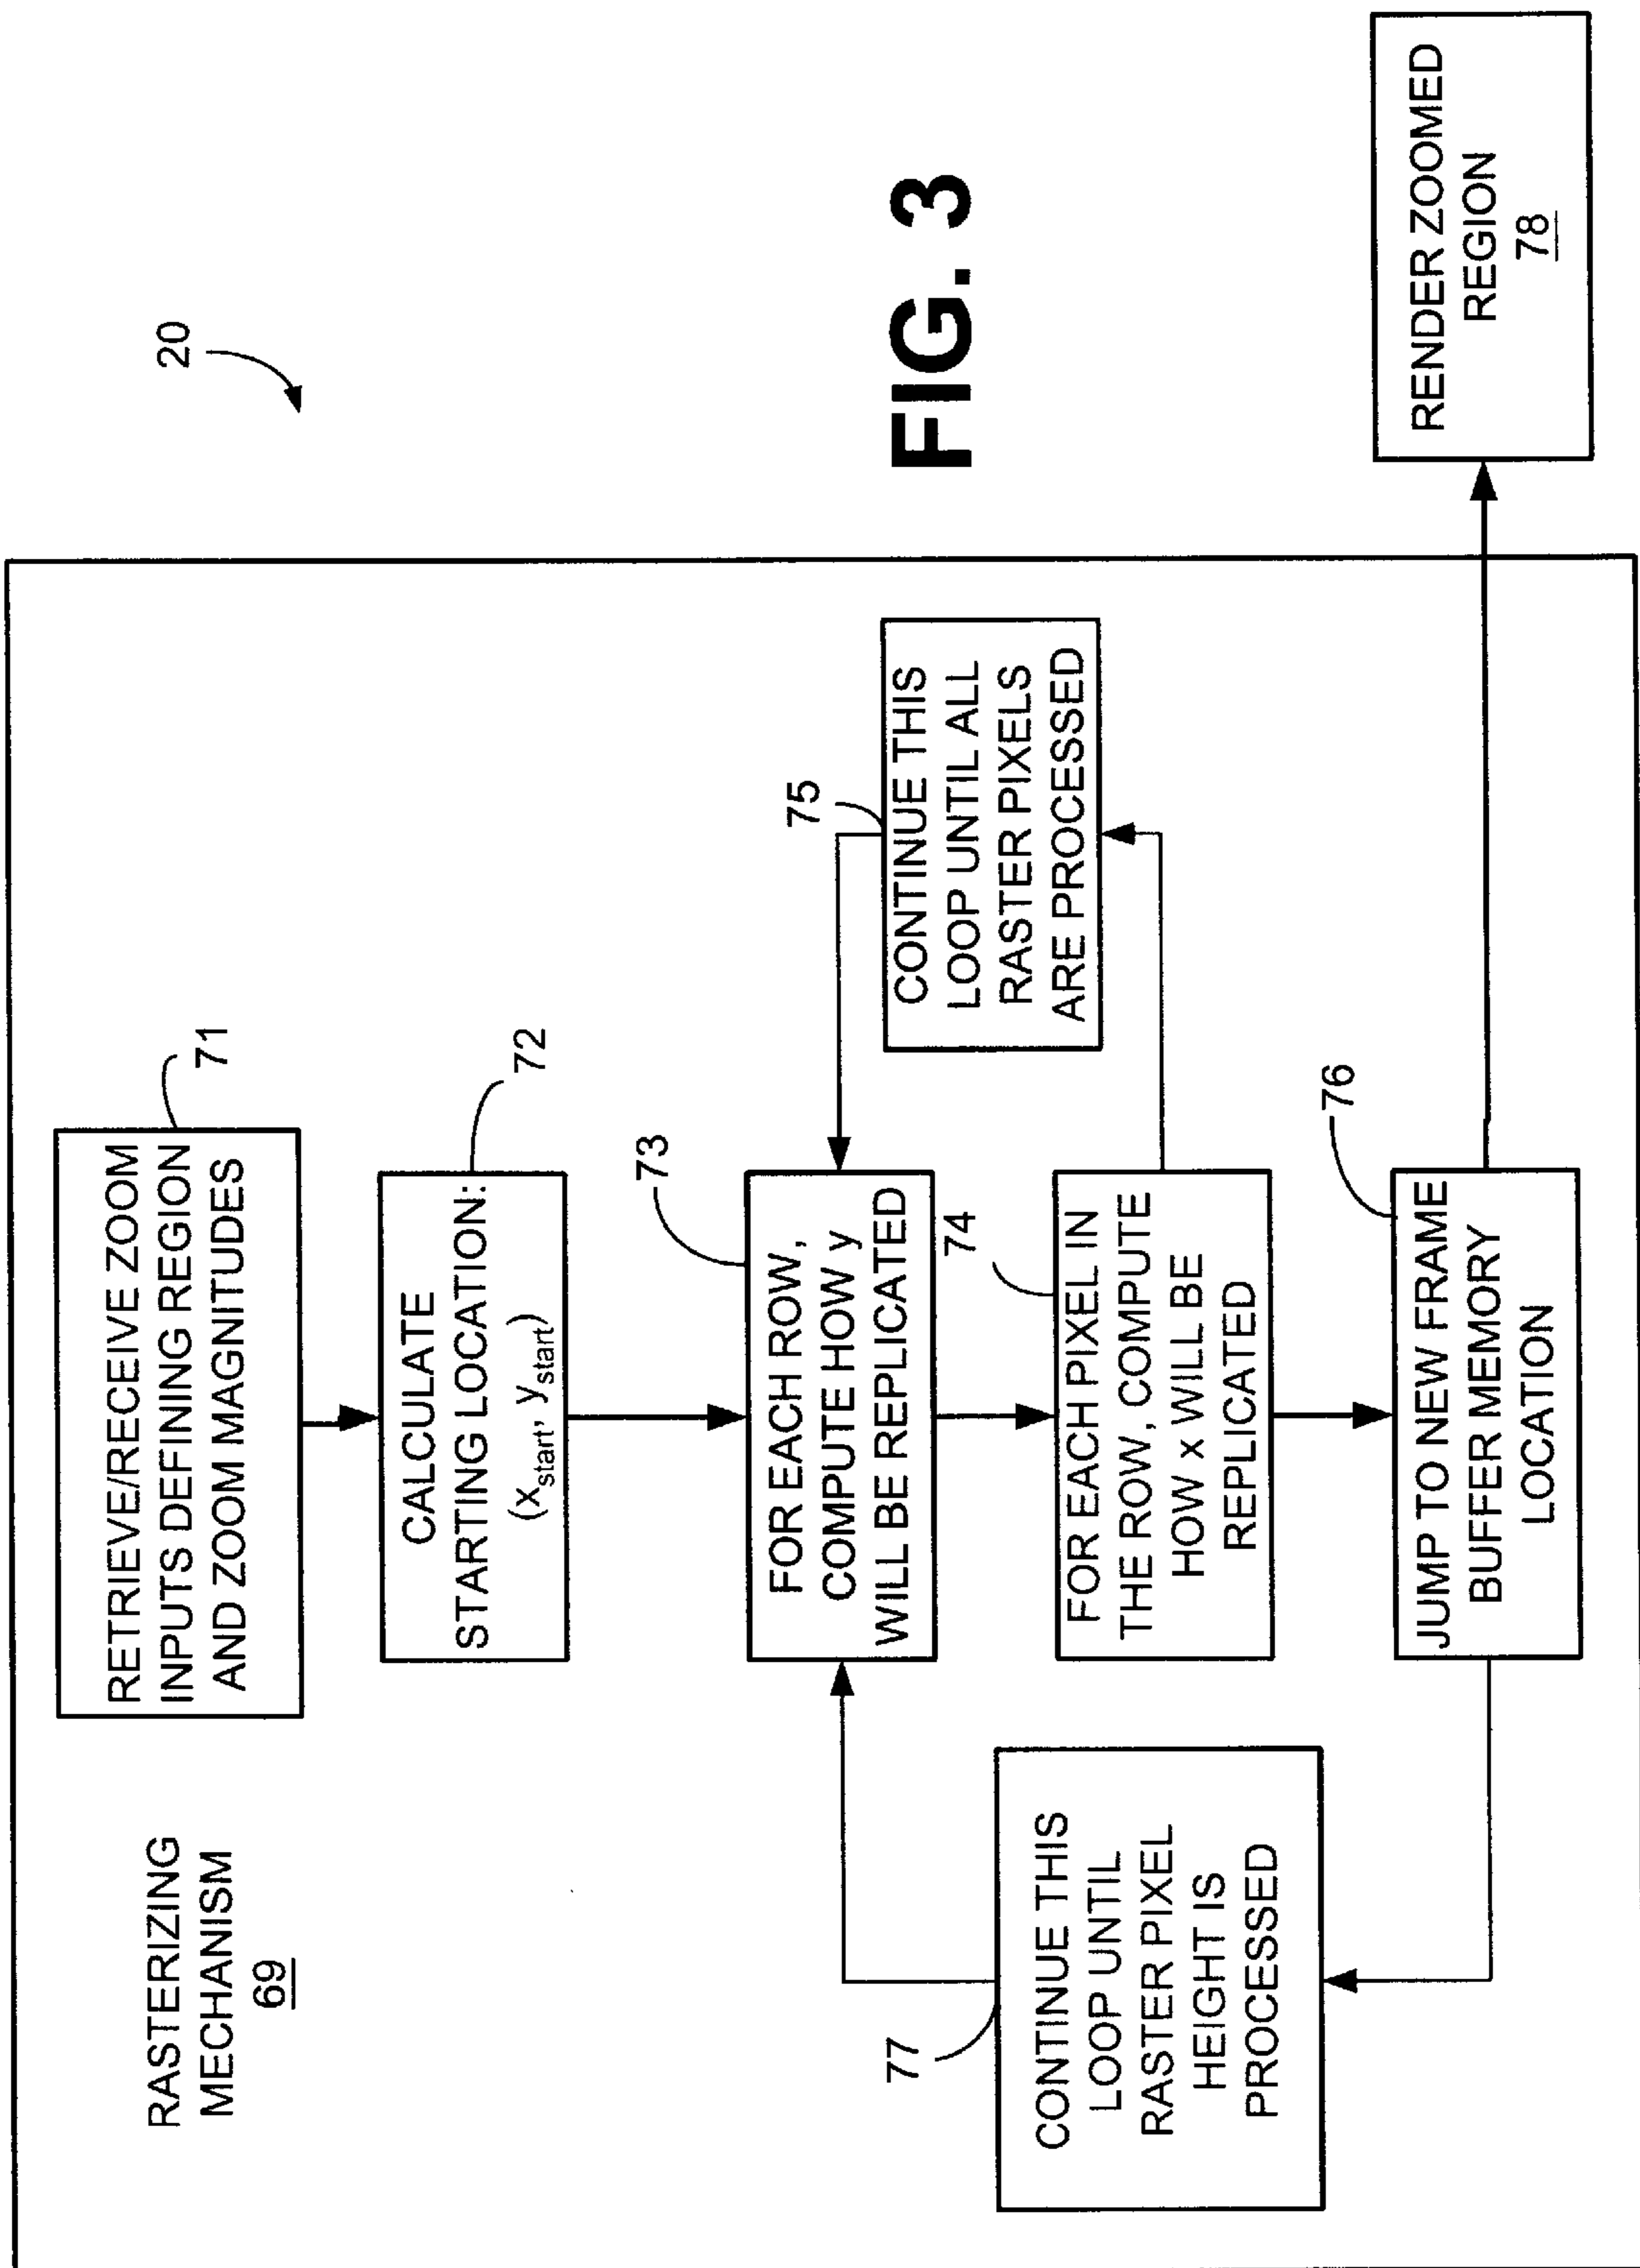 20
RASTERIZING
MECHANISM
69
RETRIEVE/RECEIVE ZOOM
INPUTS DEFINING REGION
AND ZOOM MAGNITUDES
71
CALCULATE
STARTING LOCATION:
(xstart, ystart)
72
FOR EACH ROW,
COMPUTE HOW y
WILL BE REPLICATED
73
FOR EACH PIXEL IN
THE ROW, COMPUTE
HOW x WILL BE
REPLICATED
74
CONTINUE THIS
LOOP UNTIL ALL
RASTER PIXELS
ARE PROCESSED
75
JUMP TO NEW FRAME
BUFFER MEMORY
LOCATION
76
CONTINUE THIS
LOOP UNTIL
RASTER PIXEL
HEIGHT IS
PROCESSED
77
RENDER ZOOMED
REGION
78
FIG. 3